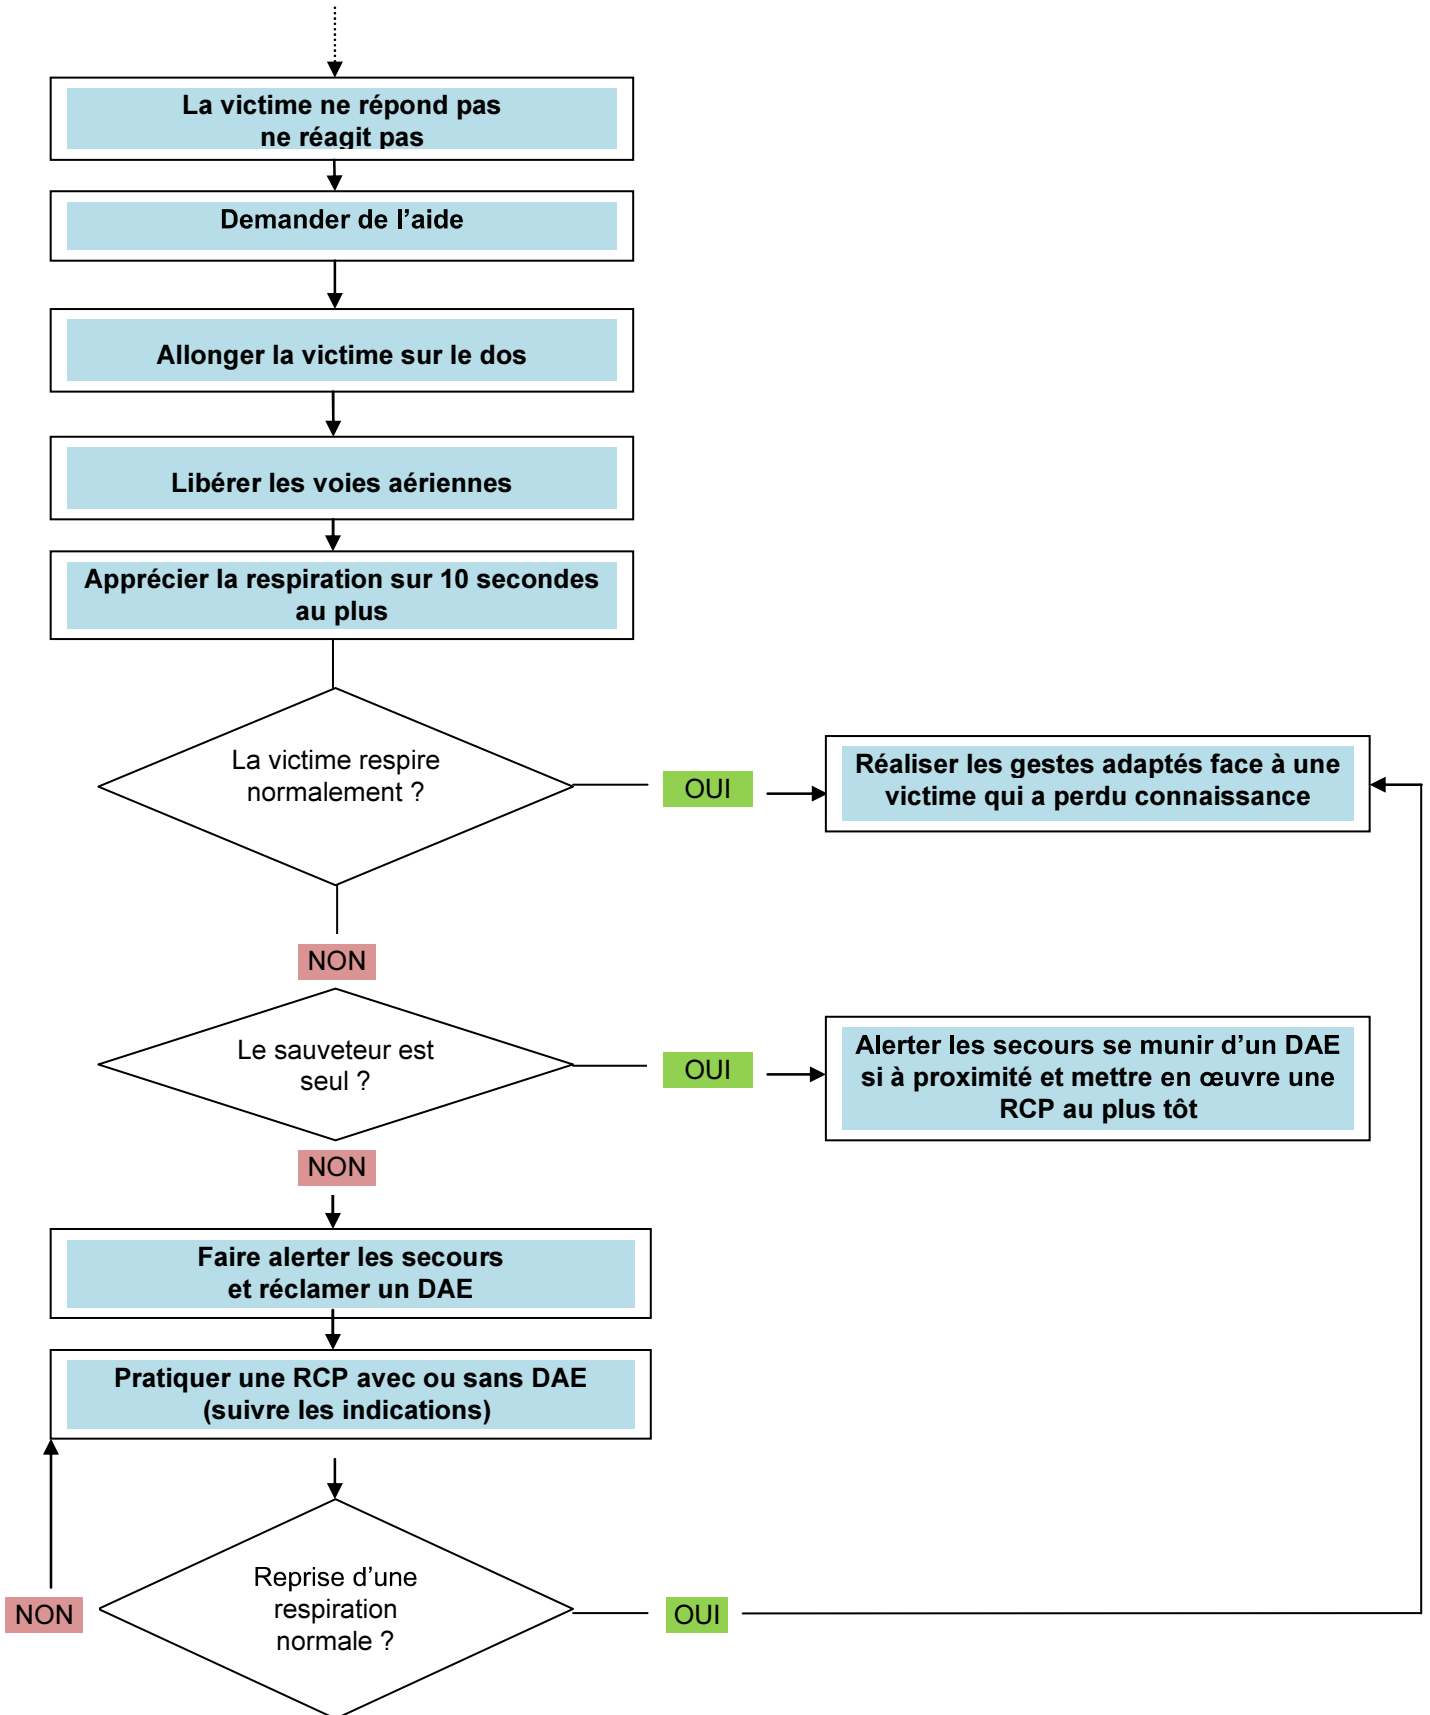 La victime ne répond pas
ne réagit pas
Demander de l’aide
Allonger la victime sur le dos
Libérer les voies aériennes
Apprécier la respiration sur 10 secondes
au plus
La victime respire
normalement ?
OUI
Réaliser les gestes adaptés face à une
victime qui a perdu connaissance
NON
Le sauveteur est
seul ?
OUI
Alerter les secours se munir d’un DAE
si à proximité et mettre en œuvre une
RCP au plus tôt
NON
Faire alerter les secours
et réclamer un DAE
Pratiquer une RCP avec ou sans DAE
(suivre les indications)
Reprise d’une
respiration
normale ?
NON
OUI